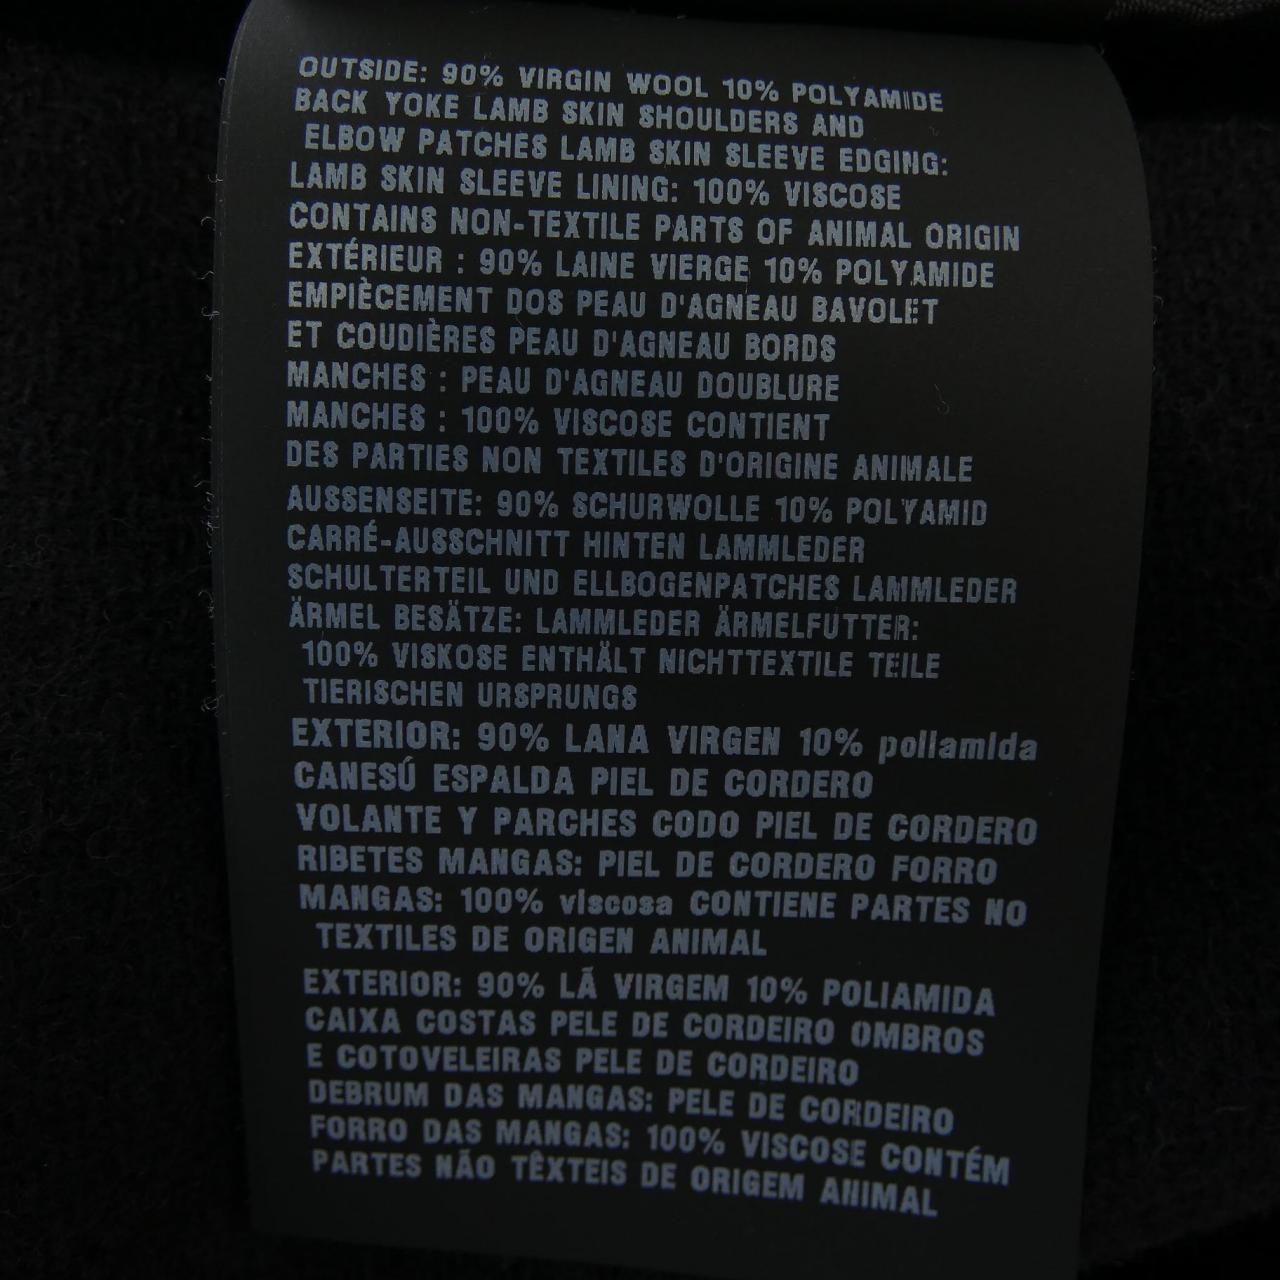 OUTSIDE: 90% VIRGIN WOOL 10% POLYAMIDE
BACK YOKE LAMB SKIN SHOULDERS AND
ELBOW PATCHES LAMB SKIN SLEEVE EDGING:
LAMB SKIN SLEEVE LINING: 100% VISCOSE
CONTAINS NON-TEXTILE PARTS OF ANIMAL ORIGIN
EXTÉRIEUR : 90% LAINE VIERGE 10% POLYAMIDE
EMPIÈCEMENT DOS PEAU D'AGNEAU BAVOLET
ET COUDIÈRES PEAU D'AGNEAU BORDS
MANCHES : PEAU D'AGNEAU DOUBLURE
MANCHES : 100% VISCOSE CONTIENT
DES PARTIES NON TEXTILES D'ORIGINE ANIMALE
AUSSENSEITE: 90% SCHURWOLLE 10% POLYAMID
CARRÉ-AUSSCHNITT HINTEN LAMMLEDER
SCHULTERTEIL UND ELLBOGENPATCHES LAMMLEDER
ÄRMEL BESÄTZE: LAMMLEDER ÄRMELFUTTER:
100% VISKOSE ENTHÄLT NICHTTEXTILE TEILE
TIERISCHEN URSPRUNGS
EXTERIOR: 90% LANA VIRGEN 10% poliamida
CANESÚ ESPALDA PIEL DE CORDERO
VOLANTE Y PARCHES CODO PIEL DE CORDERO
RIBETES MANGAS: PIEL DE CORDERO FORRO
MANGAS: 100% viscosa CONTIENE PARTES NO
TEXTILES DE ORIGEN ANIMAL
EXTERIOR: 90% LÃ VIRGEM 10% POLIAMIDA
CAIXA COSTAS PELE DE CORDEIRO OMBROS
E COTOVELEIRAS PELE DE CORDEIRO
DEBRUM DAS MANGAS: PELE DE CORDEIRO
FORRO DAS MANGAS: 100% VISCOSE CONTÉM
PARTES NÃO TÊXTEIS DE ORIGEM ANIMAL